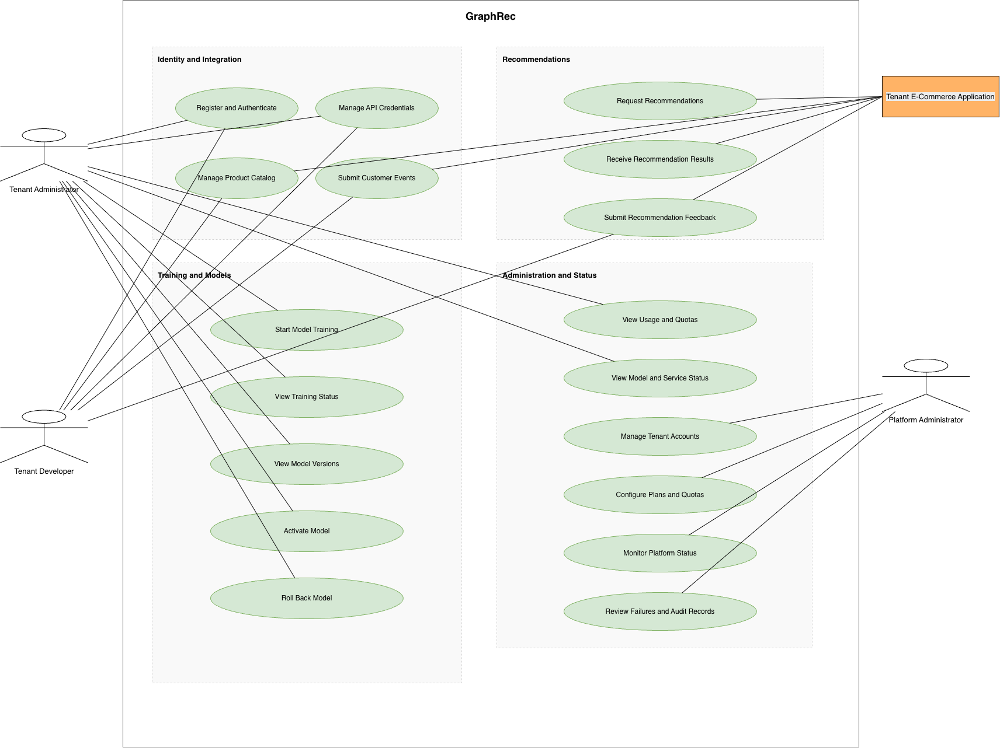 GraphRec
Identity and Integration
Register and Authenticate
Manage API Credentials
Manage Product Catalog
Submit Customer Events
Recommendations
Request Recommendations
Receive Recommendation Results
Submit Recommendation Feedback
Tenant E-Commerce Application
Tenant Administrator
Training and Models
Start Model Training
View Training Status
View Model Versions
Activate Model
Roll Back Model
Administration and Status
View Usage and Quotas
View Model and Service Status
Manage Tenant Accounts
Configure Plans and Quotas
Monitor Platform Status
Review Failures and Audit Records
Tenant Developer
Platform Administrator